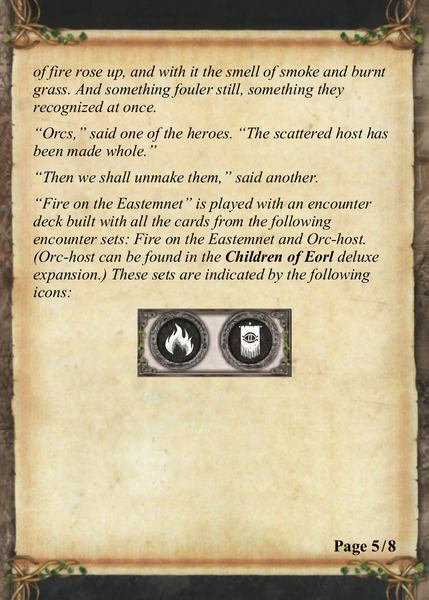 of fire rose up, and with it the smell of smoke and burnt
grass. And something fouler still, something they
recognized at once.
“Orcs,” said one of the heroes. “The scattered host has
been made whole.”
“Then we shall unmake them,” said another.
“Fire on the Eastemnet” is played with an encounter
deck built with all the cards from the following
encounter sets: Fire on the Eastemnet and Orc-host.
(Orc-host can be found in the Children of Eorl deluxe
expansion.) These sets are indicated by the following
icons:
Page 5/8